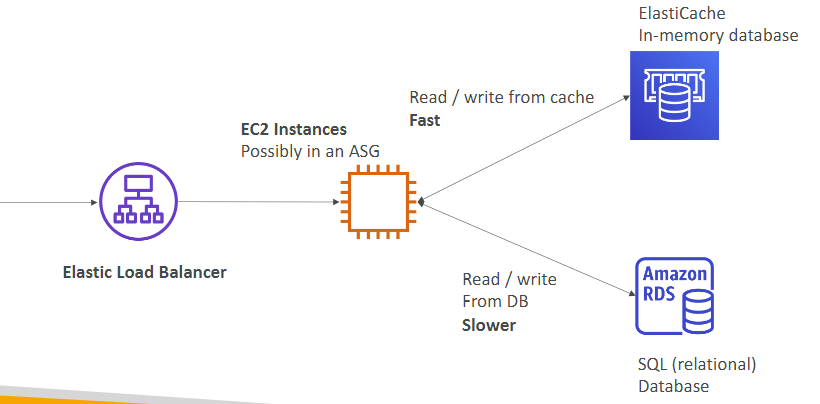 ElastiCache
In-memory database
Read / write from cache
Fast
EC2 Instances
Possibly in an ASG
Elastic Load Balancer
Read / write
From DB
Slower
Amazon
RDS
SQL (relational)
Database